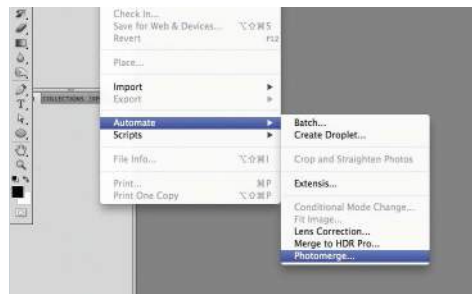 Check In...
Save for Web & Devices... ⌥⇧⌘S
Revert F12
Place...
Import ▶
Export ▶
Automate ▶
Scripts ▶
File Info... ⌥⇧⌘I
Print... ⌘P
Print One Copy ⌥⇧⌘P
Batch...
Create Droplet...
Crop and Straighten Photos
Extensis...
Conditional Mode Change...
Fit Image...
Lens Correction...
Merge to HDR Pro...
Photomerge...